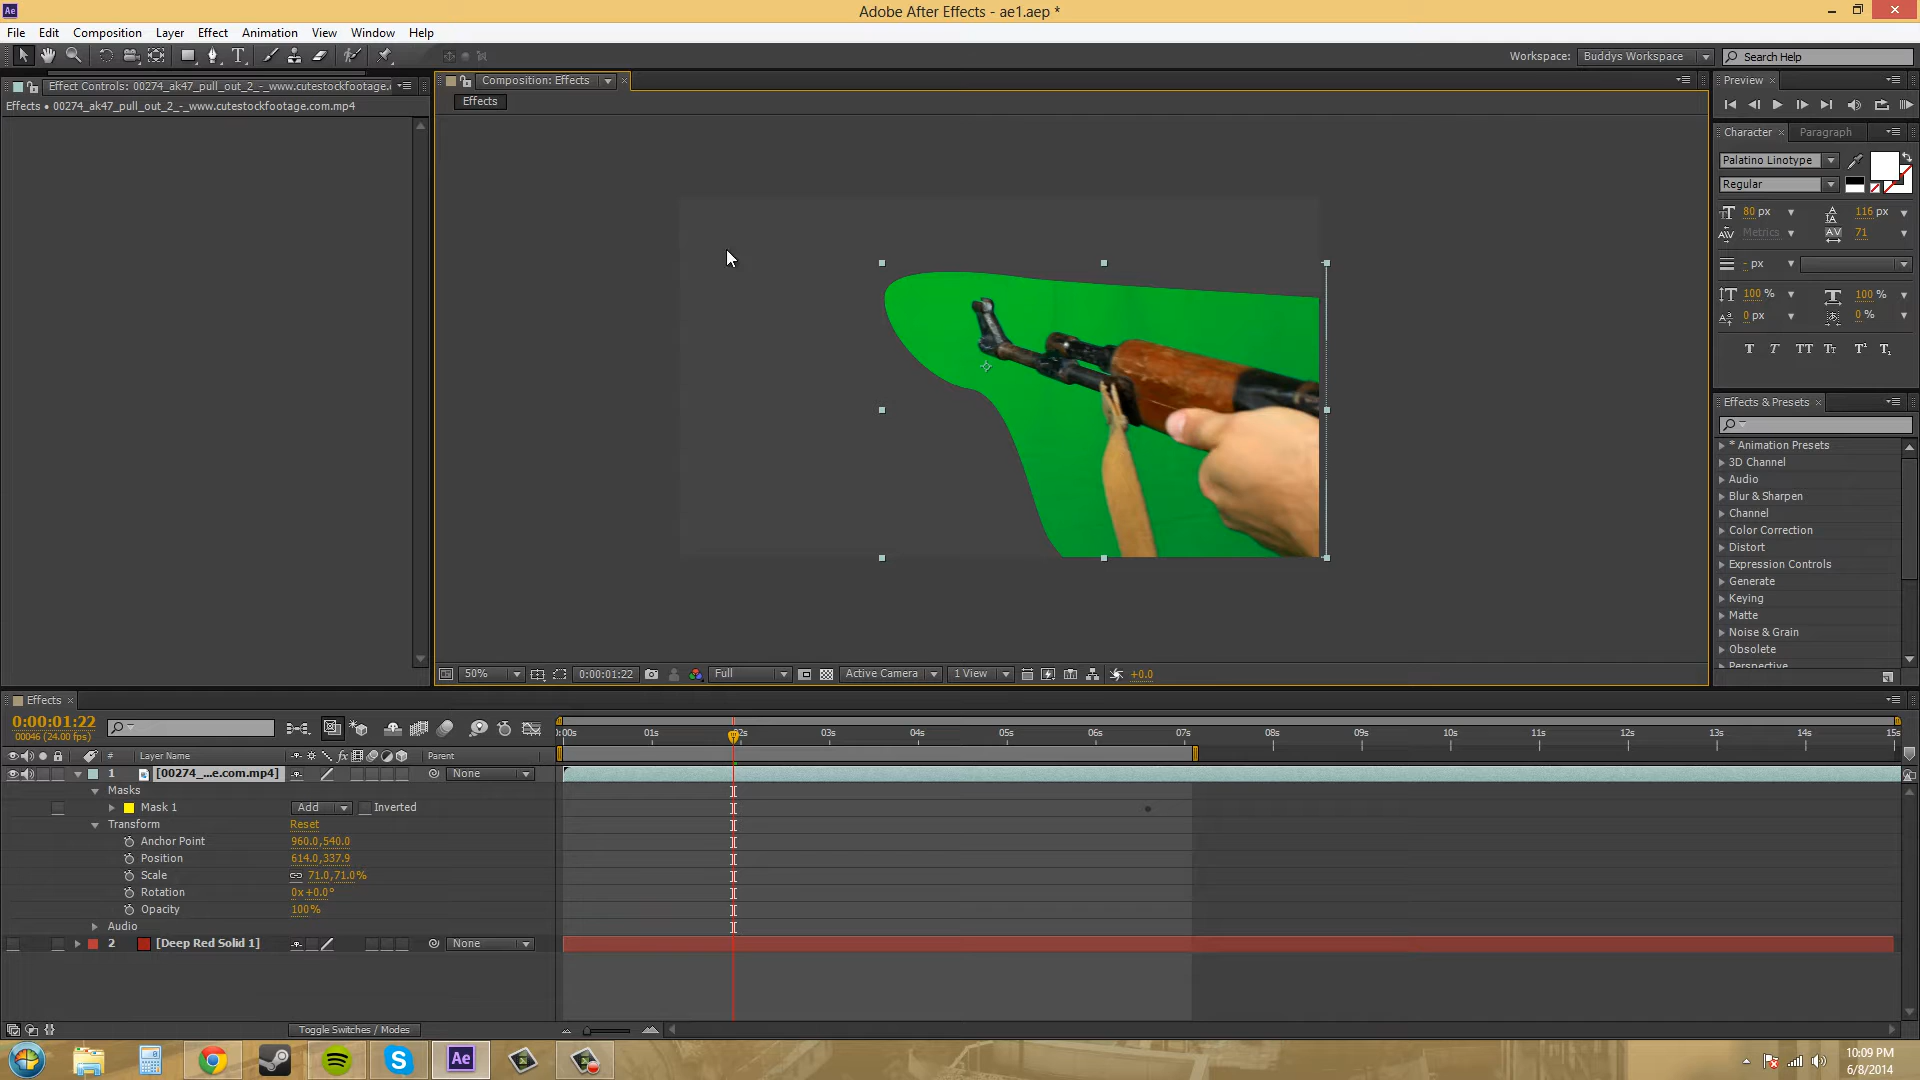 Adobe After Effects - ae1.aep *
File Edit Composition Layer Effect Animation View Window Help
Workspace: Buddys Workspace Search Help
Effect Controls: 00274_ak47_pull_out_2_-_www.cutestockfootage.
Effects • 00274_ak47_pull_out_2_-_www.cutestockfootage.com.mp4
Composition: Effects
Effects
Preview
Character Paragraph
Palatino Linotype
Regular
80 px 116 px
Metrics 71
- px
100 % 100 %
0 px 0 %
T T TT Tt T¹ T₁
Effects & Presets
* Animation Presets
3D Channel
Audio
Blur & Sharpen
Channel
Color Correction
Distort
Expression Controls
Generate
Keying
Matte
Noise & Grain
Obsolete
Perspective
50% 0:00:01:22 Full Active Camera 1 View +0.0
Effects
0:00:01:22
00046 (24.00 fps)
:00s 01s 02s 03s 04s 05s 06s 07s 08s 09s 10s 11s 12s 13s 14s 15s
# Layer Name Parent
1 [00274_...e.com.mp4] None
Masks
Mask 1 Add Inverted
Transform Reset
Anchor Point 960.0,540.0
Position 614.0,337.9
Scale 71.0,71.0%
Rotation 0x+0.0°
Opacity 100%
Audio
2 [Deep Red Solid 1] None
Toggle Switches / Modes
10:09 PM
6/8/2014